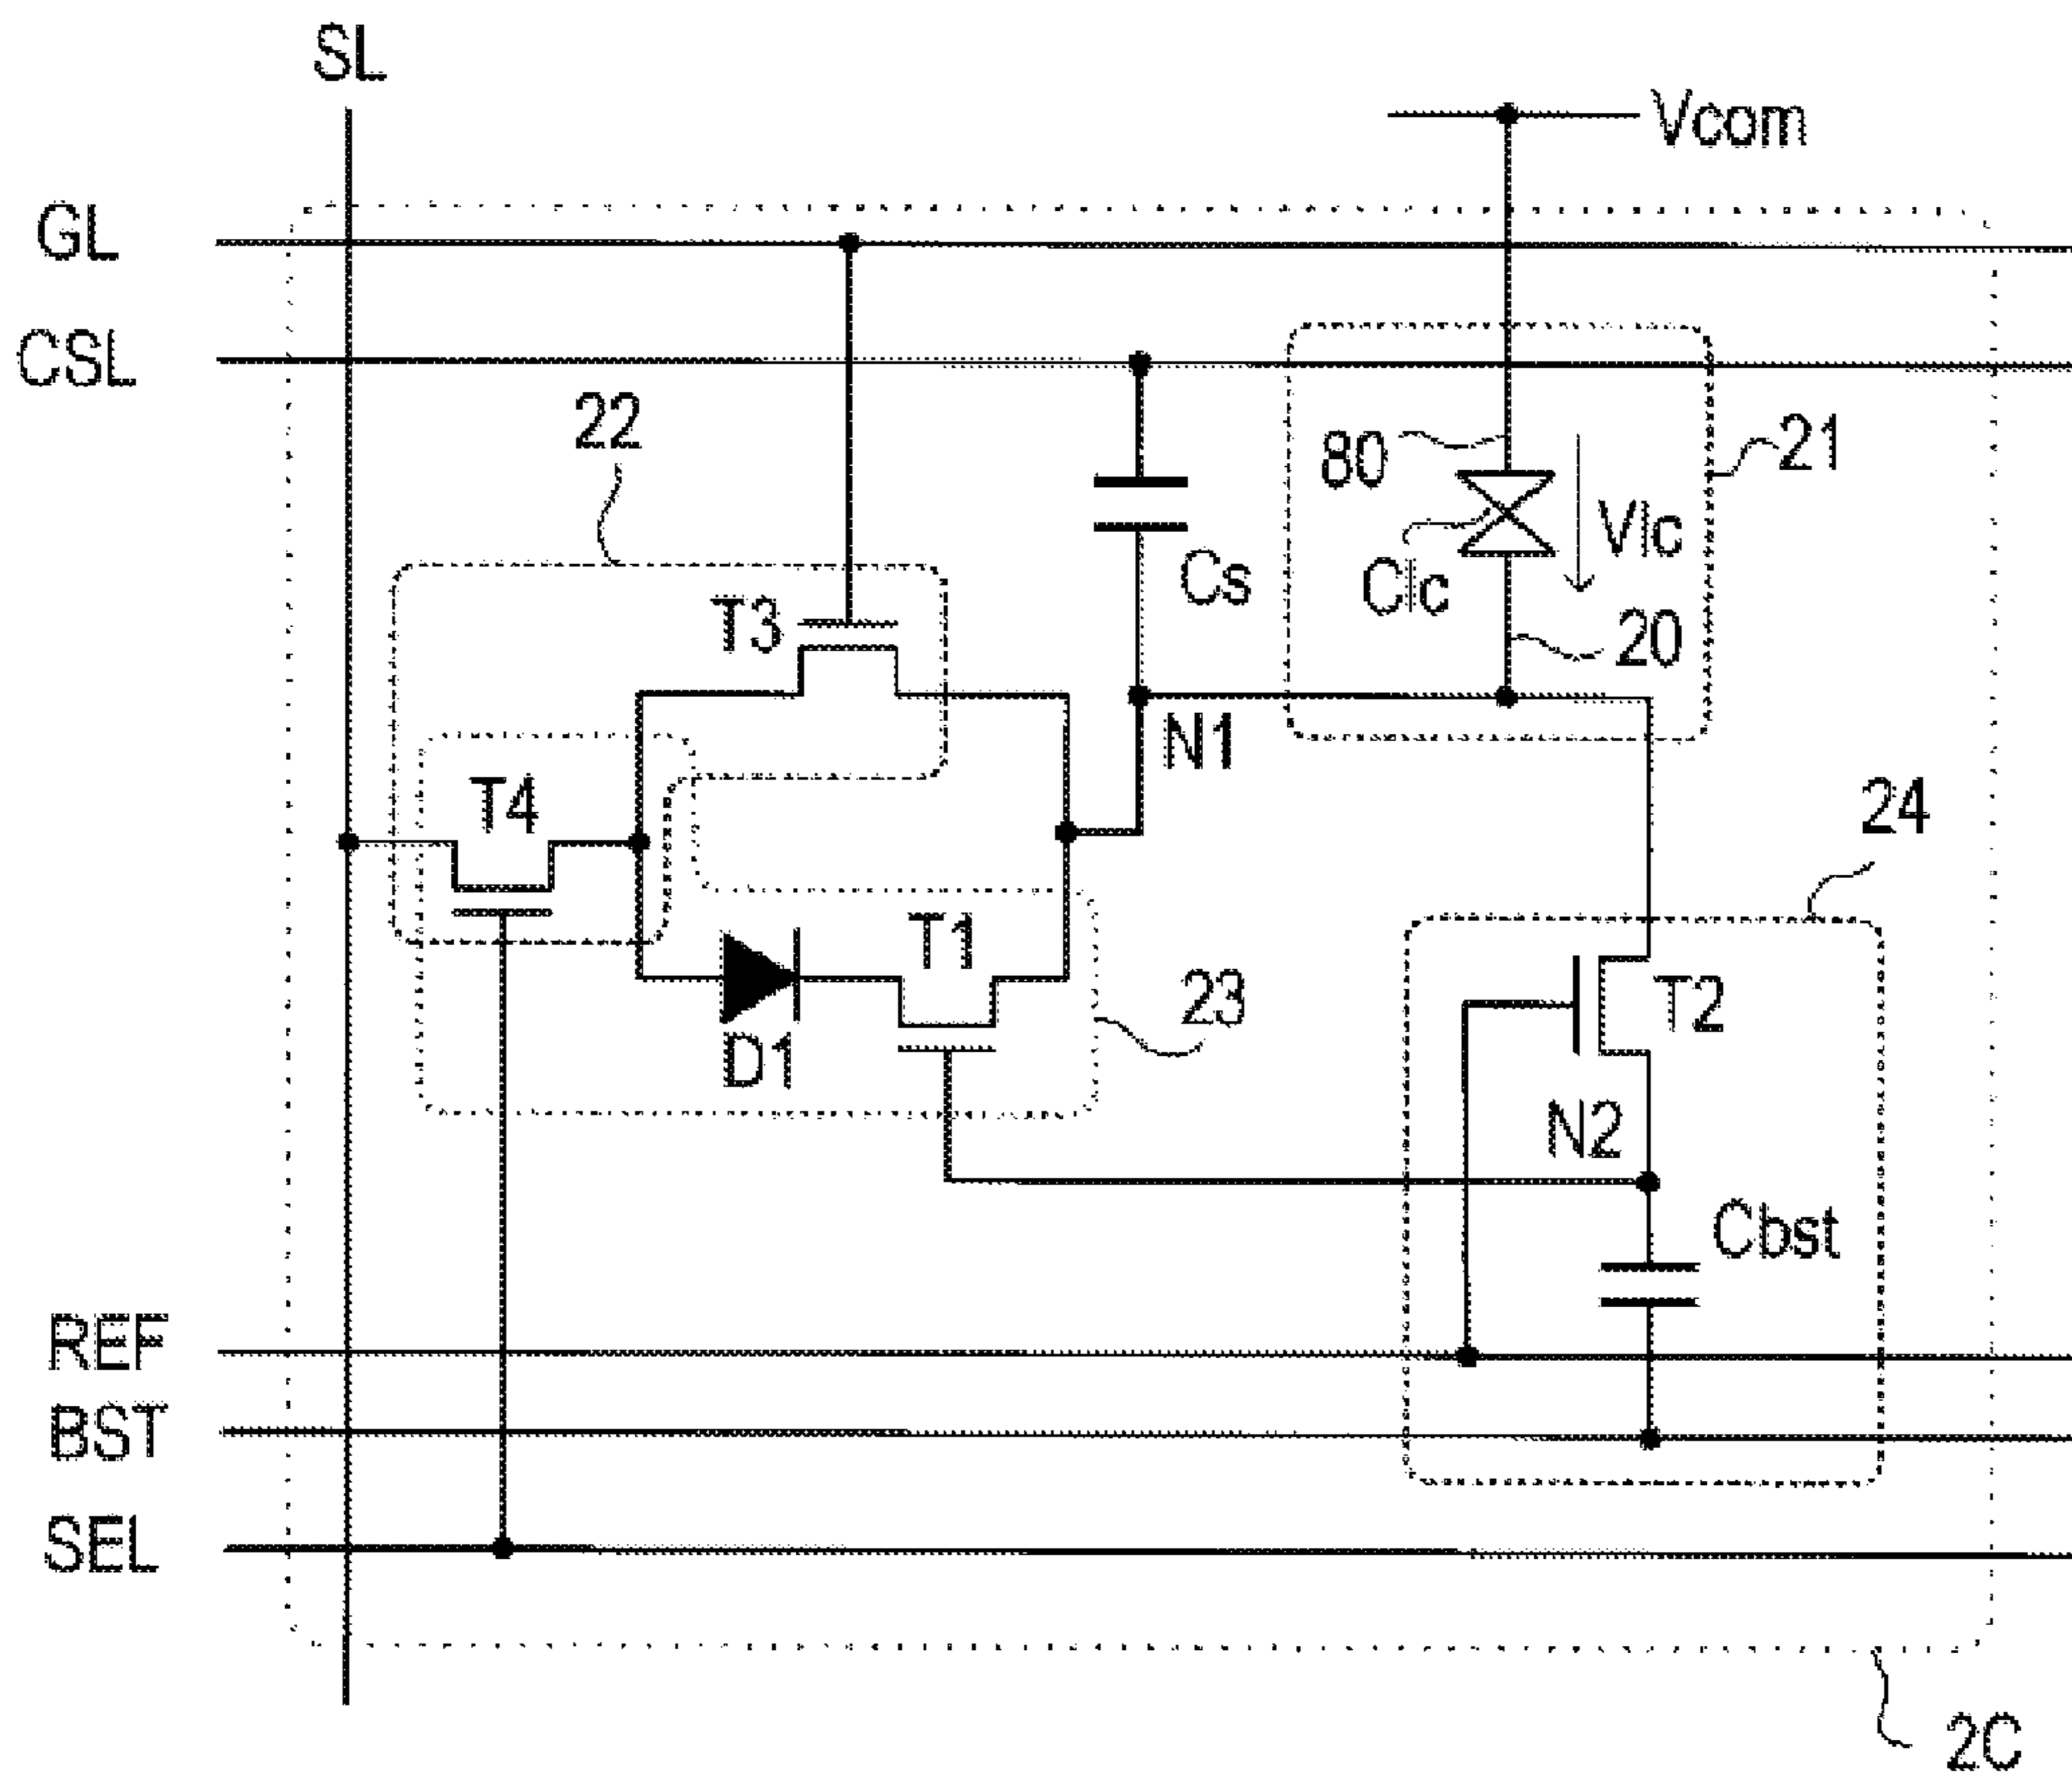 SL
Vcom
GL
CSL
22
80
21
Vlc
Clc
Cs
T3
20
N1
T4
24
T1
23
T2
D1
N2
Cbst
REF
BST
SEL
2C